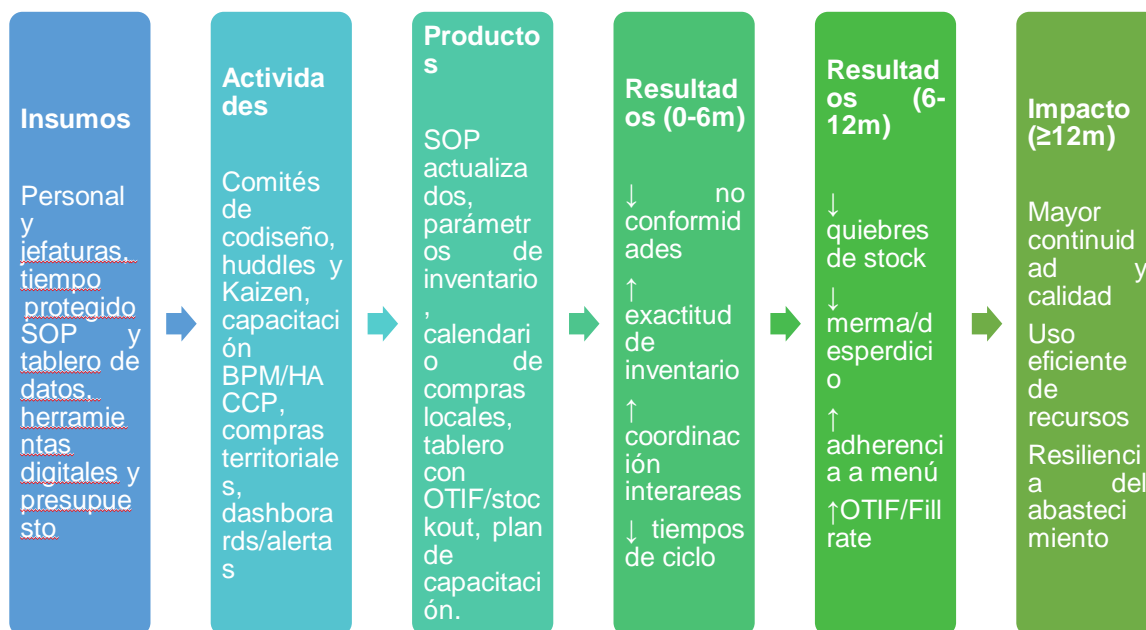 Insumos
Personal
y
jefaturas,
tiempo
protegido
SOP y
tablero de
datos,
herramie
ntas
digitales y
presupue
sto
Activida
des
Comités
de
codiseño,
huddles y
Kaizen,
capacitaci
ón
BPM/HA
CCP,
compras
territoriale
s,
dashbora
rds/alerta
s
Producto
s
SOP
actualiza
dos,
parámetr
os de
inventario
,
calendari
o de
compras
locales,
tablero
con
OTIF/stoc
kout, plan
de
capacitaci
ón.
Resultad
os (0-6m)
↓ no
conformid
ades
↑
exactitud
de
inventario
↑
coordinac
ión
interareas
↓ tiempos
de ciclo
Resultad
os (6-
12m)
↓
quiebres
de stock
↓
merma/d
esperdici
o
↑
adherenci
a a menú
↑OTIF/Fill
rate
Impacto
(≥12m)
Mayor
continuid
ad y
calidad
Uso
eficiente
de
recursos
Resilienci
a del
abasteci
miento